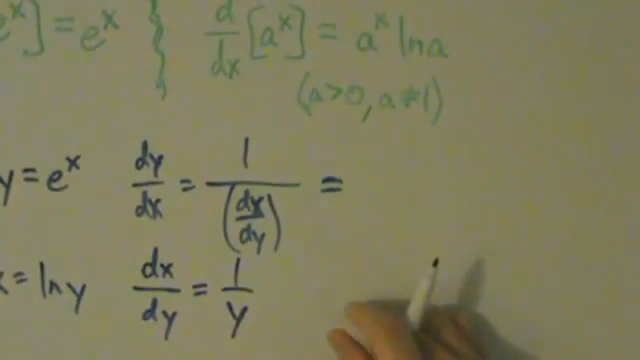 e^x] = e^x } d/dx [a^x] = a^x ln a
(a>0, a≠1)
y = e^x dy/dx = 1/(dx/dy) =
x = ln y dx/dy = 1/y